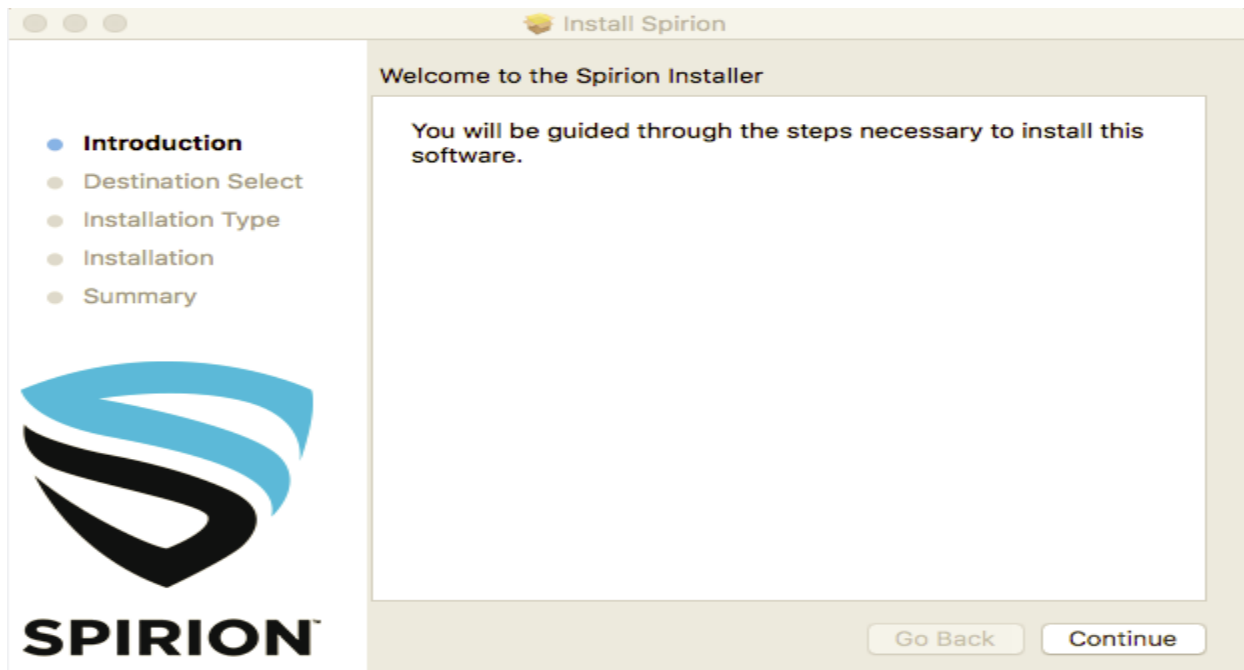 Install Spirion
Welcome to the Spirion Installer
You will be guided through the steps necessary to install this
software.
Introduction
Destination Select
Installation Type
Installation
Summary
SPIRION™
Go Back
Continue